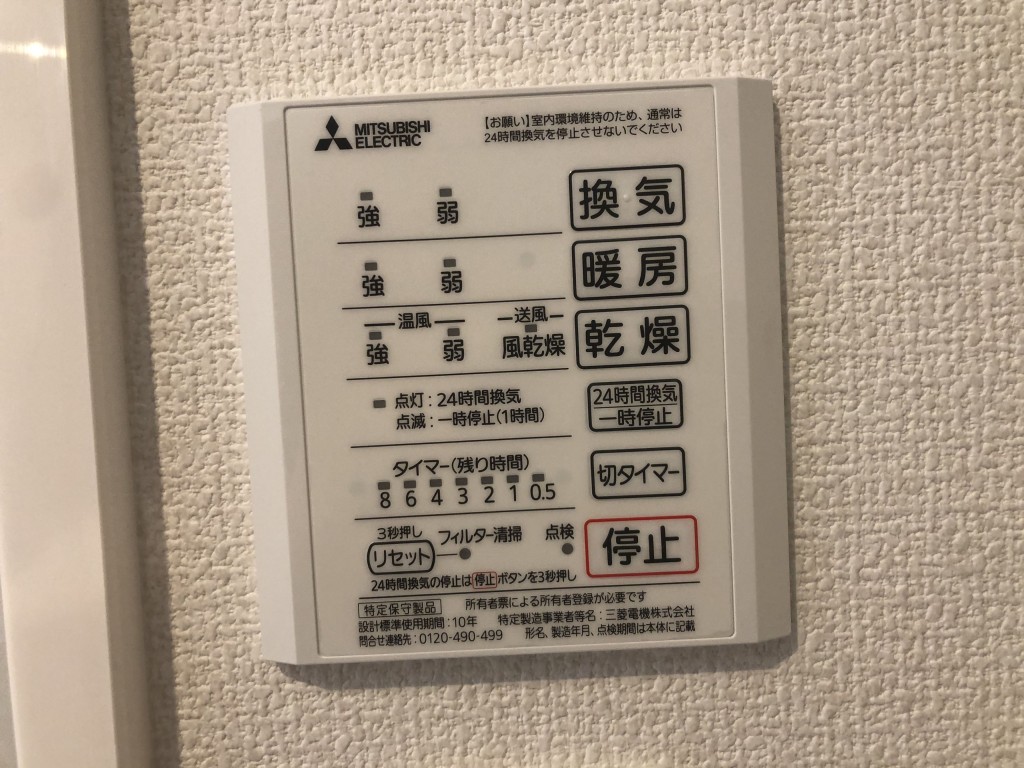 MITSUBISHI
ELECTRIC
【お願い】室内環境維持のため、通常は
24時間換気を停止させないでください
強 弱 換気
強 弱 暖房
温風 送風
強 弱 風乾燥 乾燥
点灯:24時間換気
点滅:一時停止(1時間)
24時間換気
一時停止
タイマー(残り時間)
8 6 4 3 2 1 0.5
切タイマー
3秒押し
リセット フィルター清掃 点検
停止
24時間換気の停止は停止ボタンを3秒押し
特定保守製品 所有者票による所有者登録が必要です
設計標準使用期間:10年 特定製造事業者等名:三菱電機株式会社
問合せ連絡先:0120-490-499 形名、製造年月、点検期間は本体に記載